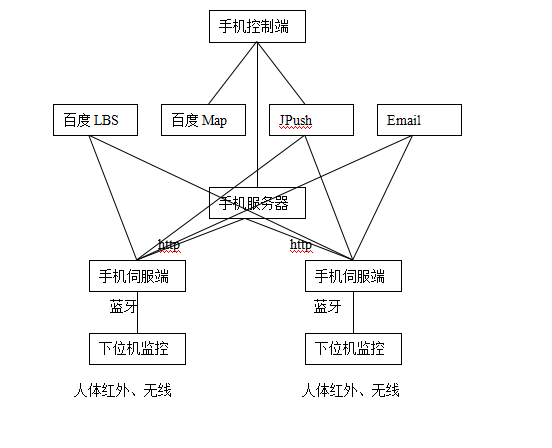 手机控制端
百度 LBS
百度 Map
JPush
Email
手机服务器
http
http
手机伺服端
手机伺服端
蓝牙
蓝牙
下位机监控
下位机监控
人体红外、无线
人体红外、无线